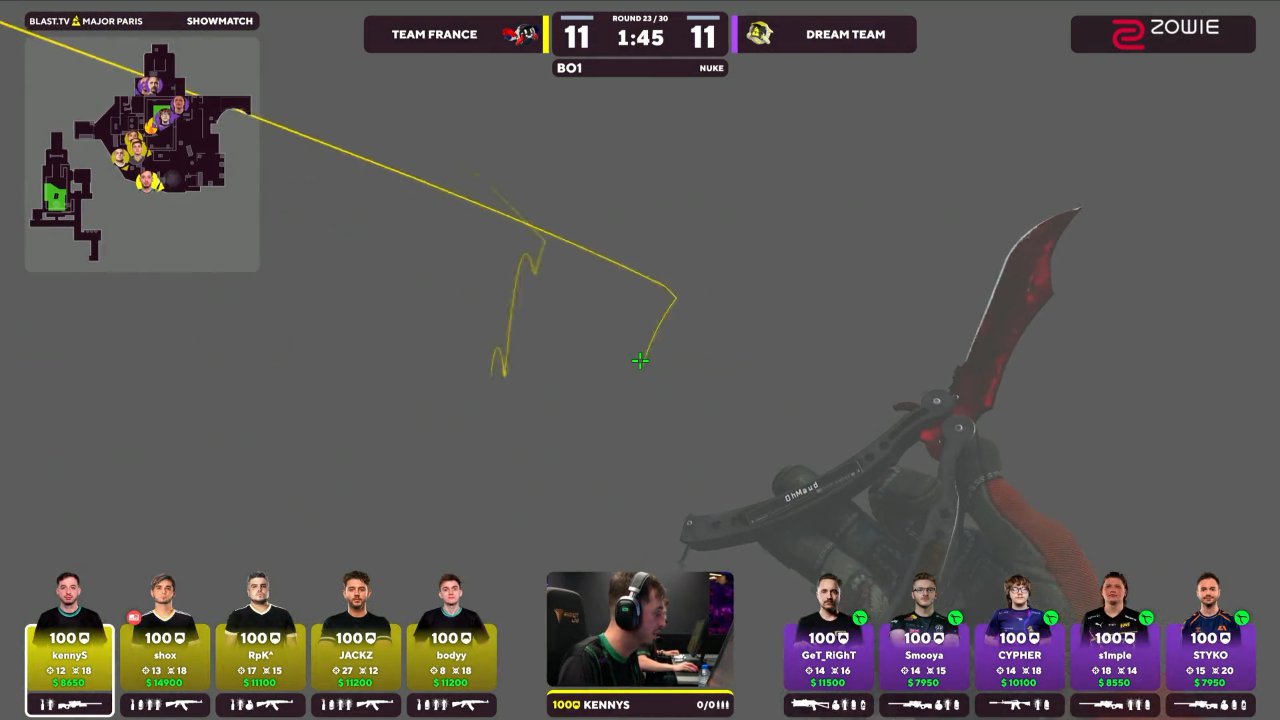 BLAST.TV MAJOR PARIS SHOWMATCH
TEAM FRANCE
11
ROUND 23 / 30
1:45
11
DREAM TEAM
BO1
NUKE
ZOWIE
B
OhMaud
100
kennyS
12 18
$8650
100
shox
13 18
$14900
100
RpK^
17 15
$11100
100
JACKZ
27 12
$11200
100
bodyy
8 18
$11200
100 KENNYS
0/0
100
GeT_RiGhT
14 16
$11500
100
Smooya
14 15
$7950
100
CYPHER
14 18
$10100
100
s1mple
18 14
$8550
100
STYKO
15 20
$7950